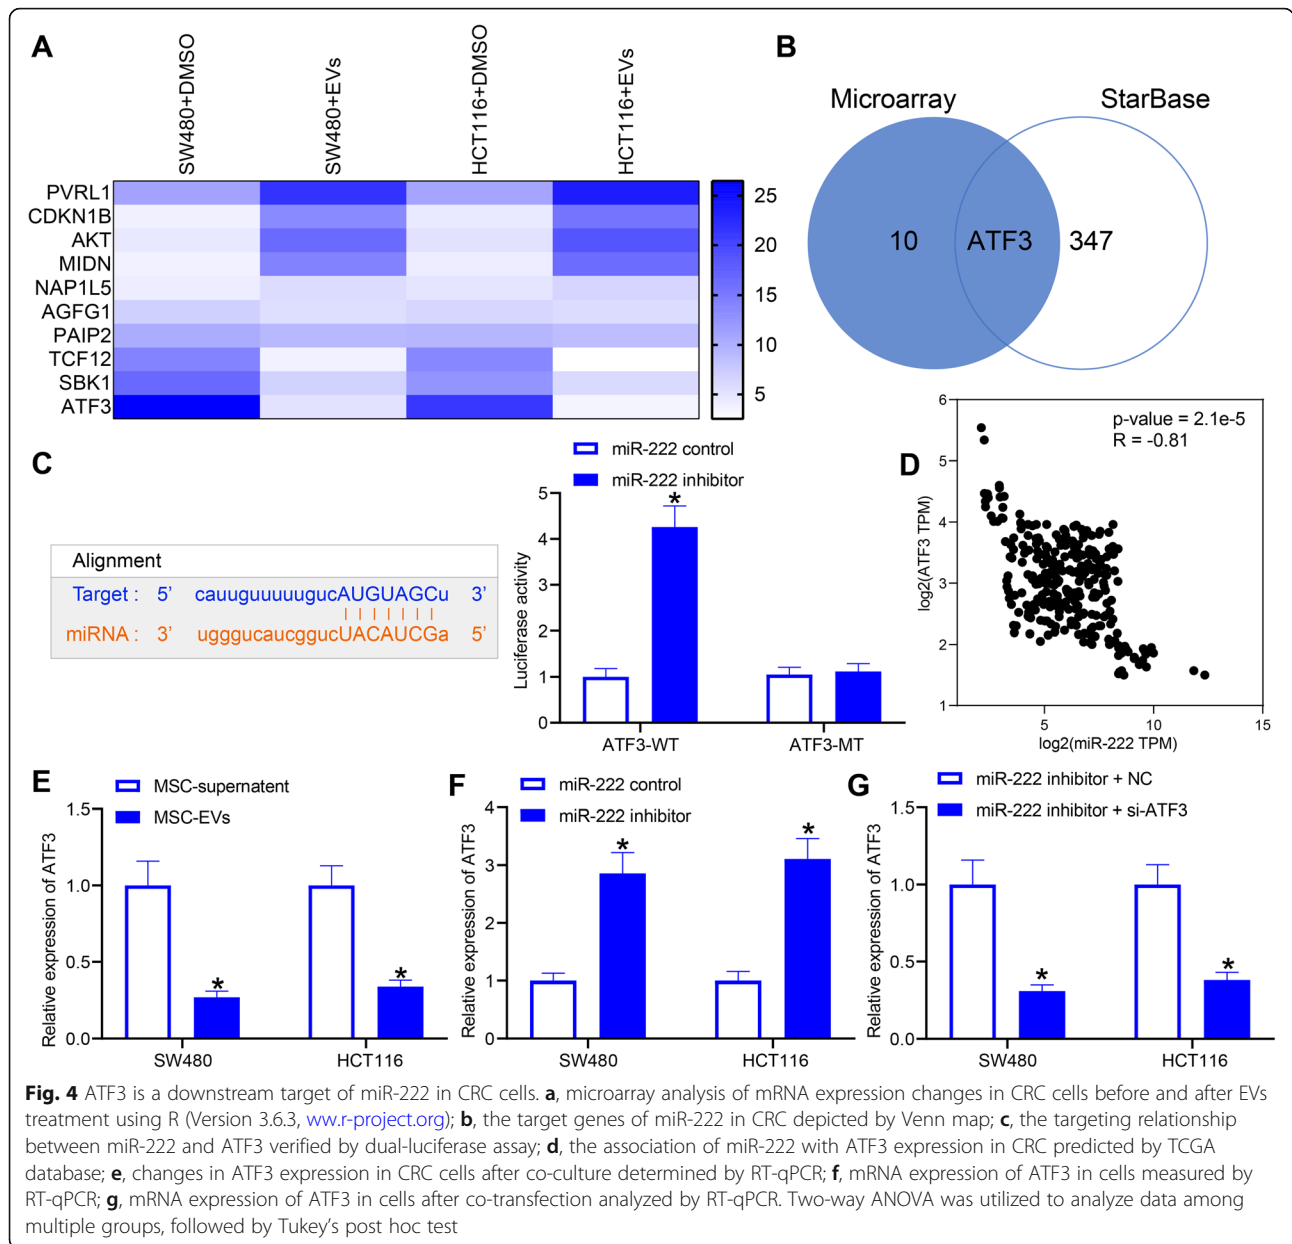 A
SW480+DMSO
SW480+EVs
HCT116+DMSO
HCT116+EVs
PVRL1
CDKN1B
AKT
MIDN
NAP1L5
AGFG1
PAIP2
TCF12
SBK1
ATF3
25
20
15
10
5
B
Microarray
StarBase
10
ATF3
347
C
Alignment
Target : 5’ cauuguuuuugucAUGUAGCu 3’
miRNA : 3’ ugggucaucggucUACAUCGa 5’
miR-222 control
miR-222 inhibitor
Luciferase activity
5
4
3
2
1
0
*
ATF3-WT
ATF3-MT
D
p-value = 2.1e-5
R = -0.81
log2(ATF3 TPM)
6
5
4
3
2
1
5
10
15
log2(miR-222 TPM)
E
MSC-supernatent
MSC-EVs
Relative expression of ATF3
1.5
1.0
0.5
0.0
*
*
SW480
HCT116
F
miR-222 control
miR-222 inhibitor
Relative expression of ATF3
4
3
2
1
0
*
*
SW480
HCT116
G
miR-222 inhibitor + NC
miR-222 inhibitor + si-ATF3
Relative expression of ATF3
1.5
1.0
0.5
0.0
*
*
SW480
HCT116
Fig. 4 ATF3 is a downstream target of miR-222 in CRC cells. a, microarray analysis of mRNA expression changes in CRC cells before and after EVs
treatment using R (Version 3.6.3, ww.r-project.org); b, the target genes of miR-222 in CRC depicted by Venn map; c, the targeting relationship
between miR-222 and ATF3 verified by dual-luciferase assay; d, the association of miR-222 with ATF3 expression in CRC predicted by TCGA
database; e, changes in ATF3 expression in CRC cells after co-culture determined by RT-qPCR; f, mRNA expression of ATF3 in cells measured by
RT-qPCR; g, mRNA expression of ATF3 in cells after co-transfection analyzed by RT-qPCR. Two-way ANOVA was utilized to analyze data among
multiple groups, followed by Tukey’s post hoc test